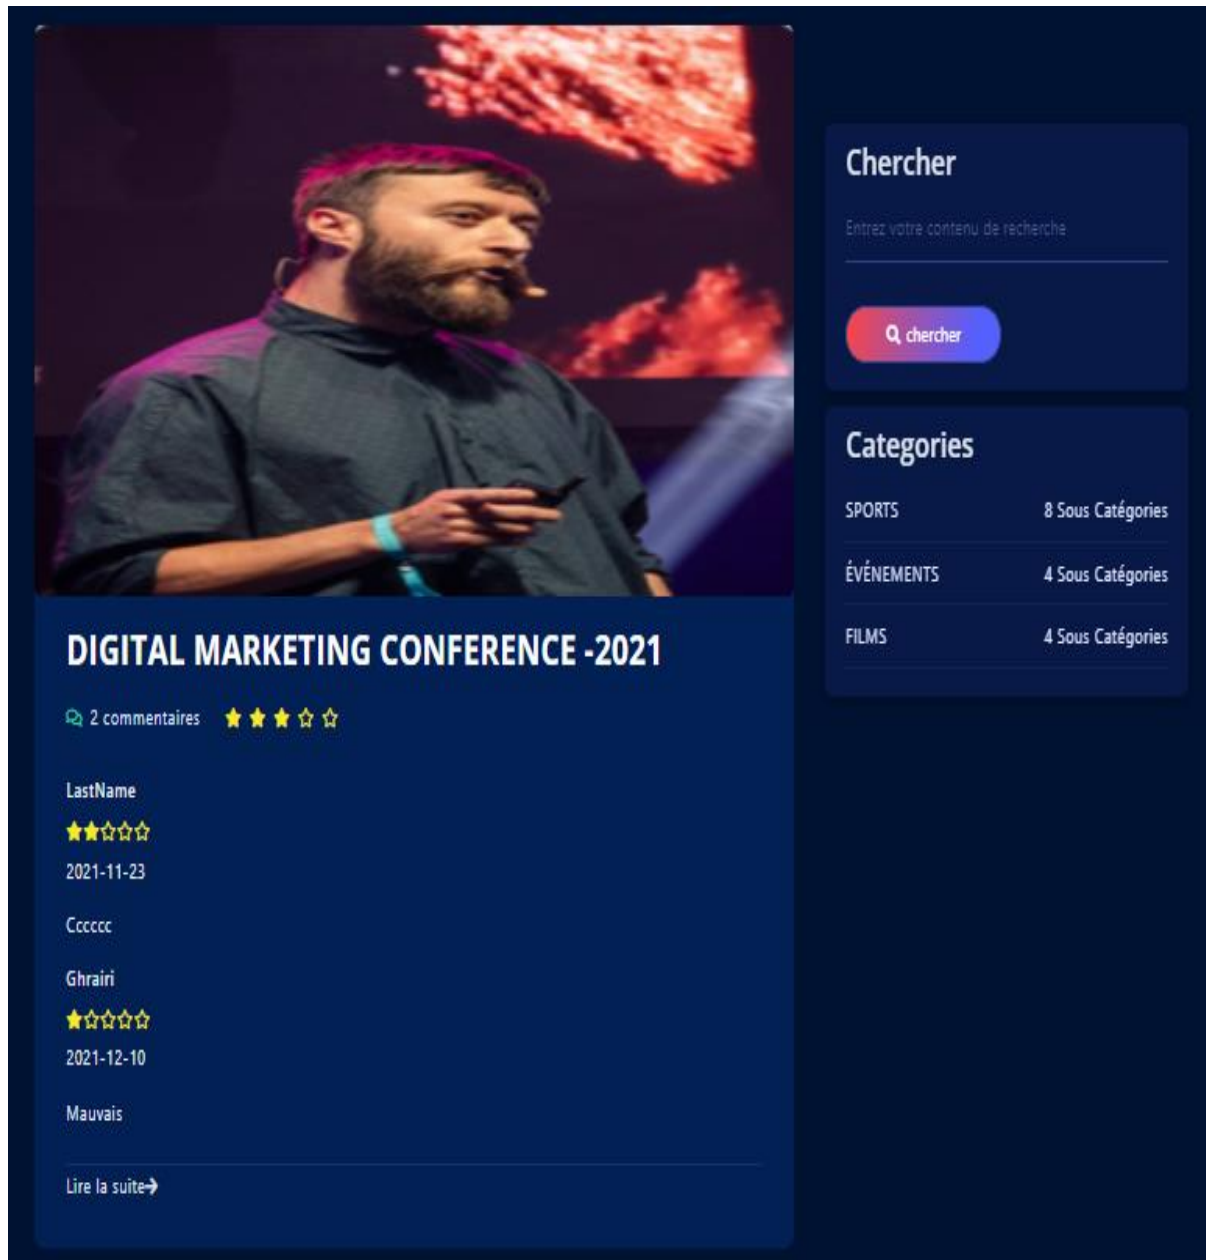 DIGITAL MARKETING CONFERENCE -2021
2 commentaires
LastName
2021-11-23
Cccccc
Ghrairi
2021-12-10
Mauvais
Lire la suite
Chercher
Entrez votre contenu de recherche
chercher
Categories
SPORTS 8 Sous Catégories
ÉVÉNEMENTS 4 Sous Catégories
FILMS 4 Sous Catégories